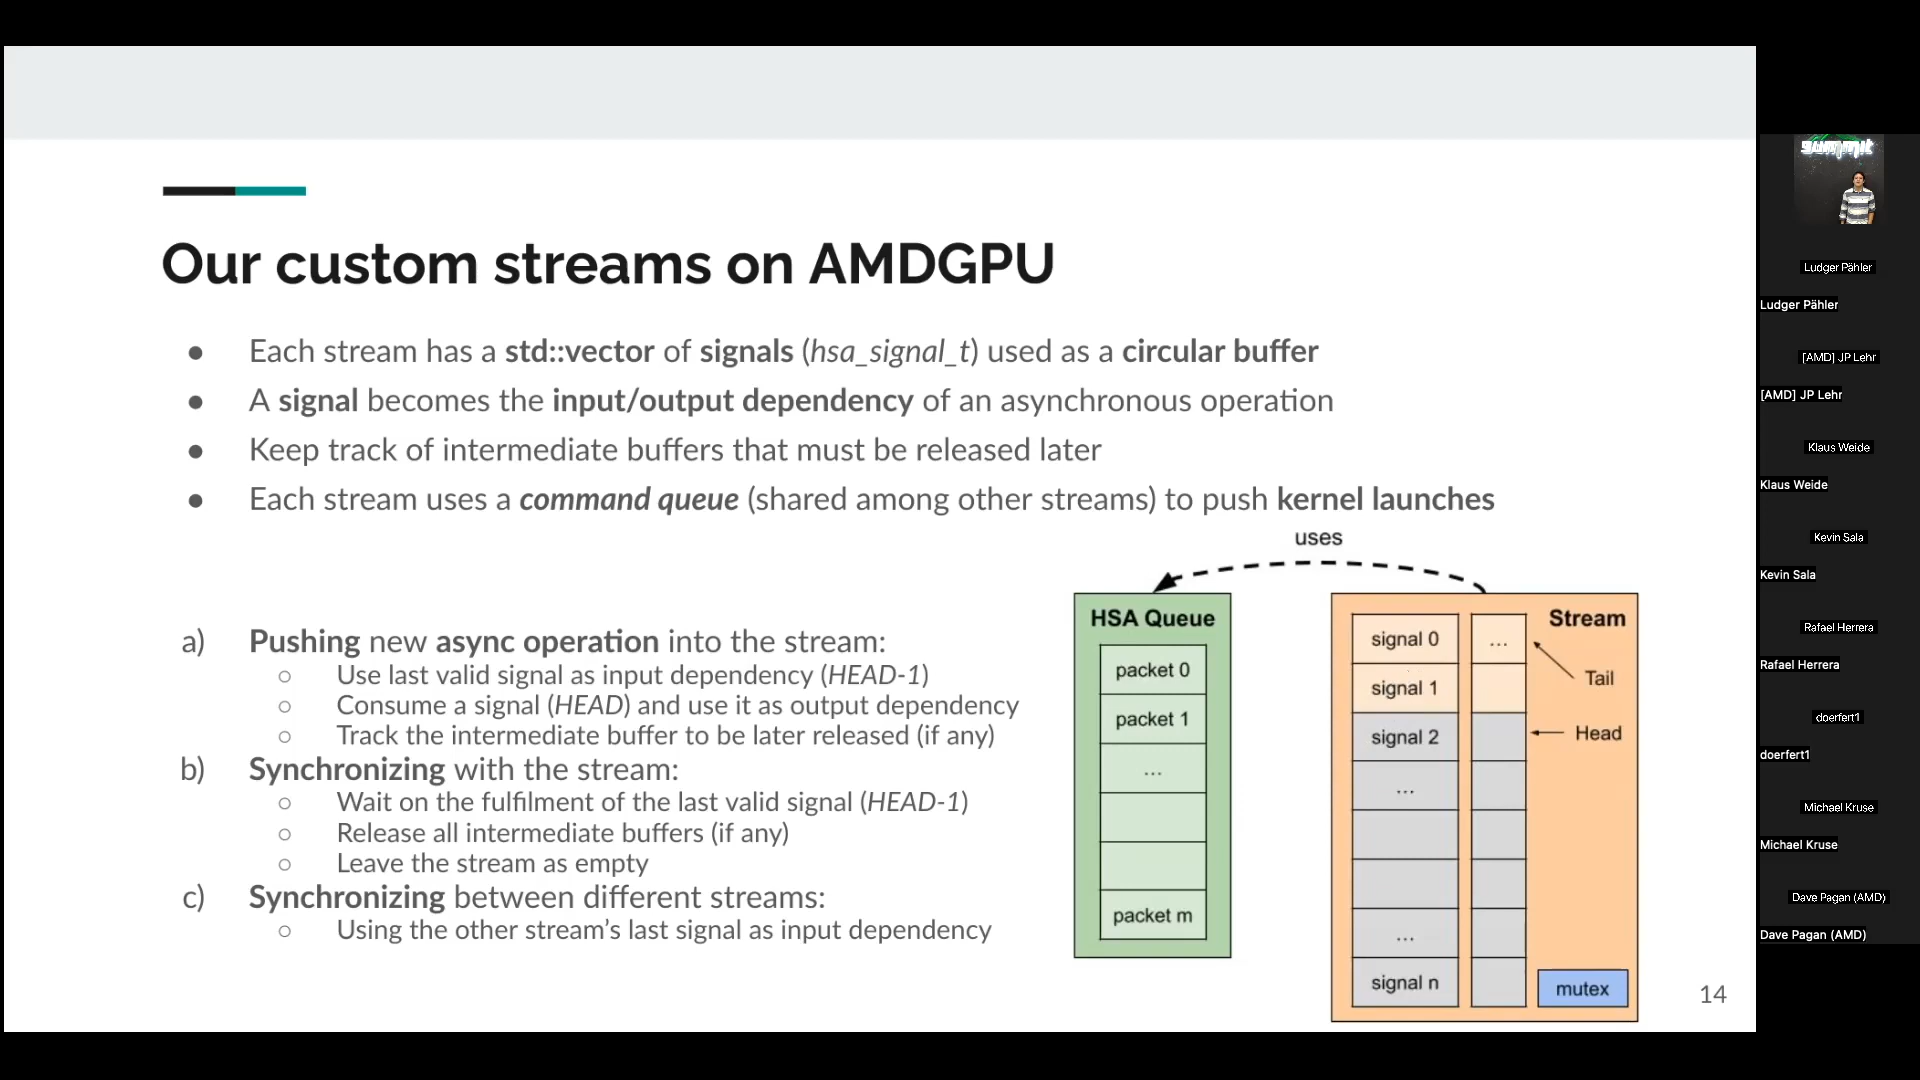 Our custom streams on AMDGPU
● Each stream has a std::vector of signals (hsa_signal_t) used as a circular buffer
● A signal becomes the input/output dependency of an asynchronous operation
● Keep track of intermediate buffers that must be released later
● Each stream uses a command queue (shared among other streams) to push kernel launches
a) Pushing new async operation into the stream:
○ Use last valid signal as input dependency (HEAD-1)
○ Consume a signal (HEAD) and use it as output dependency
○ Track the intermediate buffer to be later released (if any)
b) Synchronizing with the stream:
○ Wait on the fulfilment of the last valid signal (HEAD-1)
○ Release all intermediate buffers (if any)
○ Leave the stream as empty
c) Synchronizing between different streams:
○ Using the other stream's last signal as input dependency
uses
HSA Queue
packet 0
packet 1
...
packet m
Stream
signal 0
...
signal 1
Tail
signal 2
Head
...
...
signal n
mutex
14
summit
Ludger Pähler
Ludger Pähler
[AMD] JP Lehr
[AMD] JP Lehr
Klaus Weide
Klaus Weide
Kevin Sala
Kevin Sala
Rafael Herrera
Rafael Herrera
doerfert1
doerfert1
Michael Kruse
Michael Kruse
Dave Pagan (AMD)
Dave Pagan (AMD)